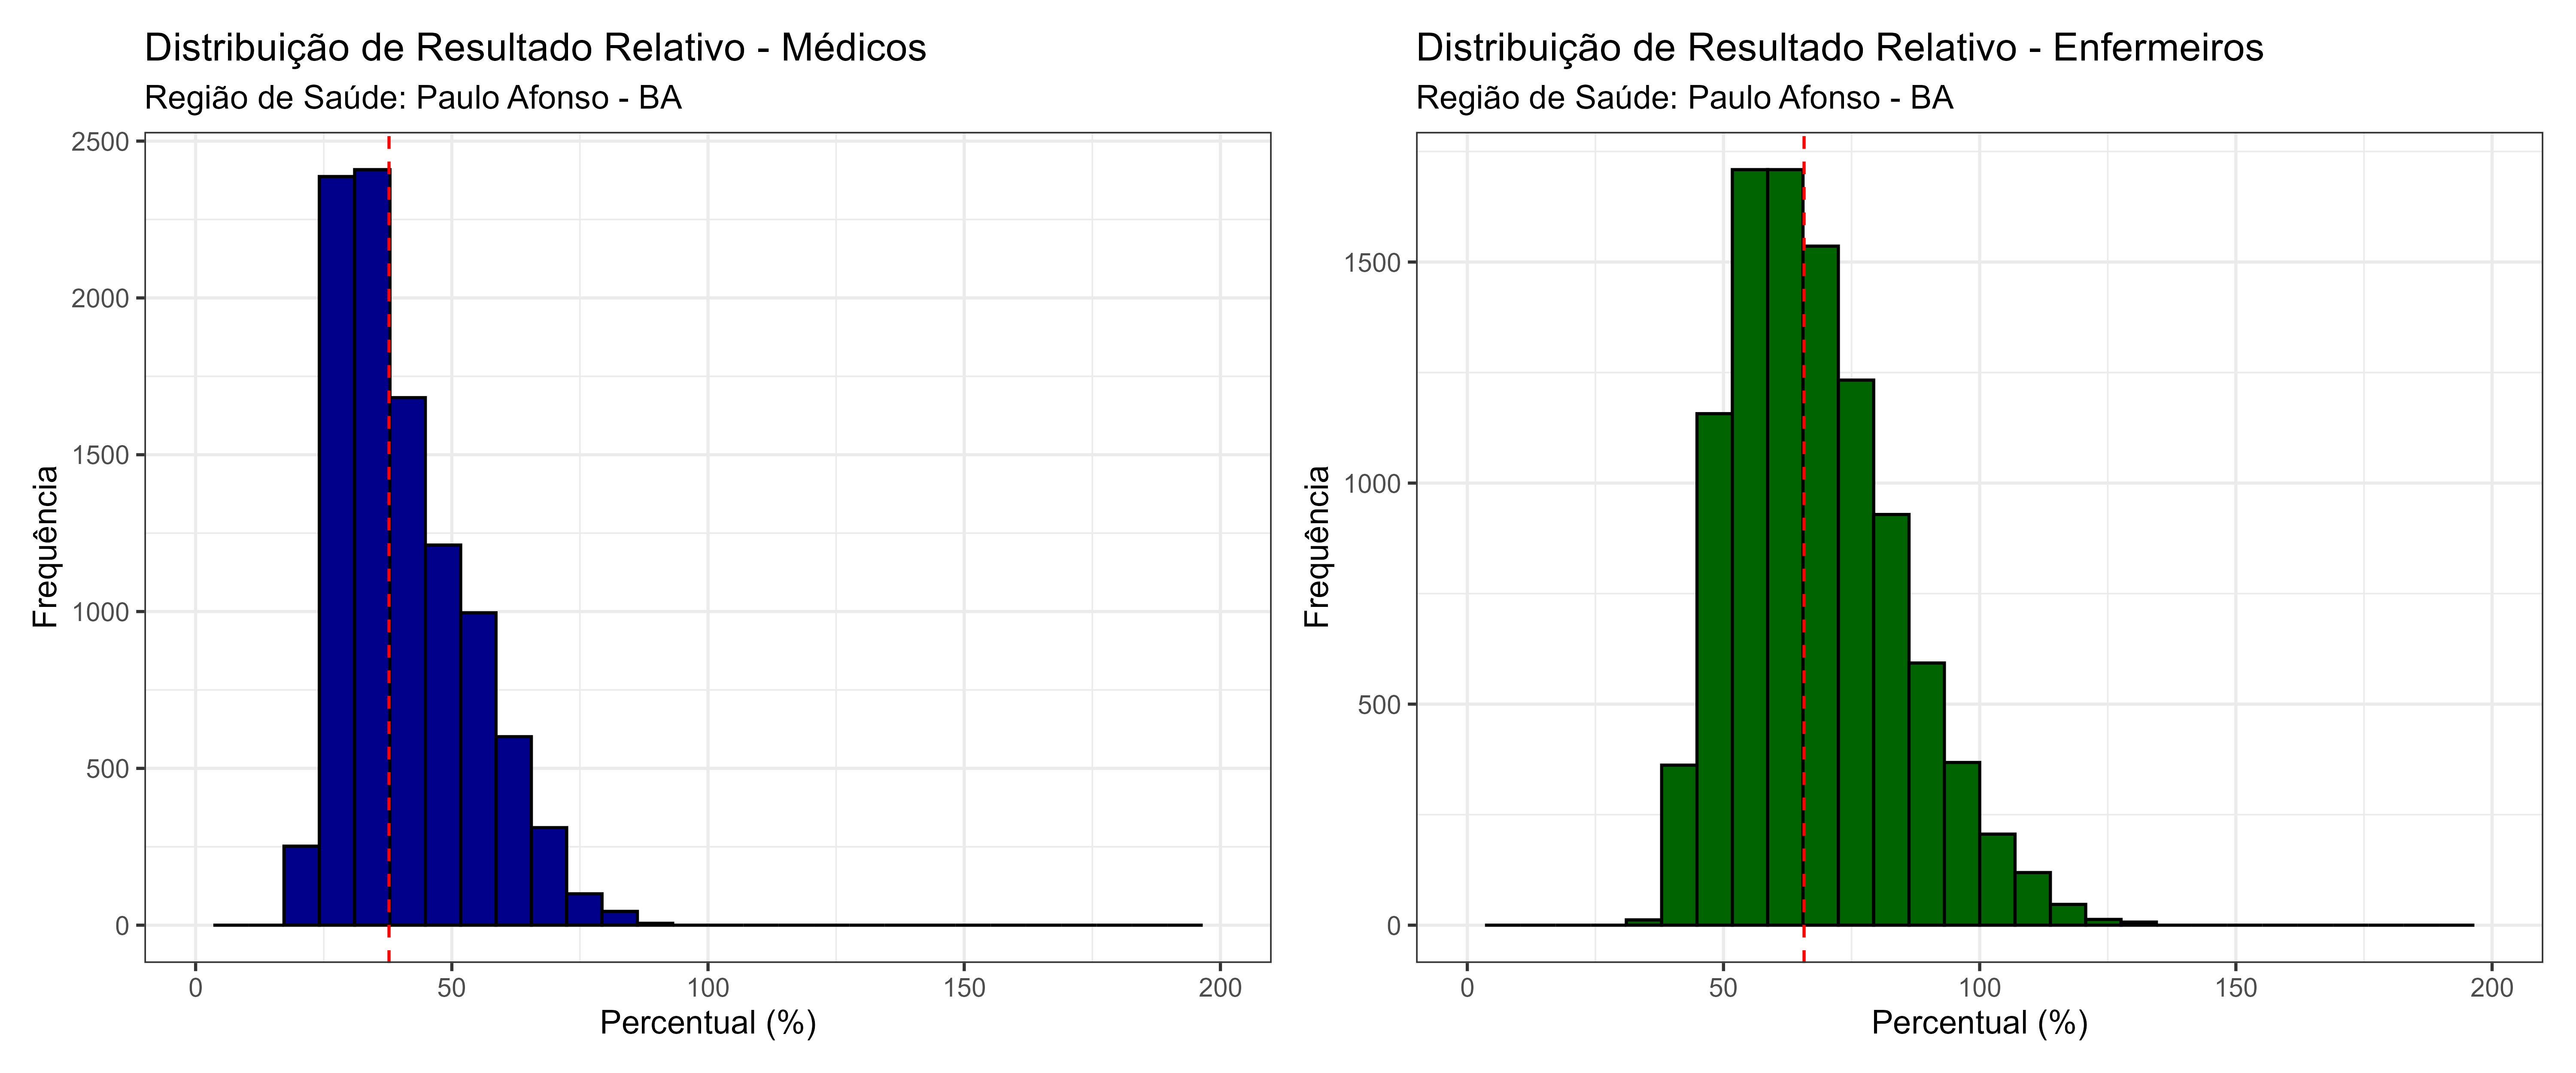 Distribuição de Resultado Relativo - Médicos
Região de Saúde: Paulo Afonso - BA
2500
2000
1500
1000
500
0
Frequência
0 50 100 150 200
Percentual (%)
Distribuição de Resultado Relativo - Enfermeiros
Região de Saúde: Paulo Afonso - BA
1500
1000
500
0
Frequência
0 50 100 150 200
Percentual (%)